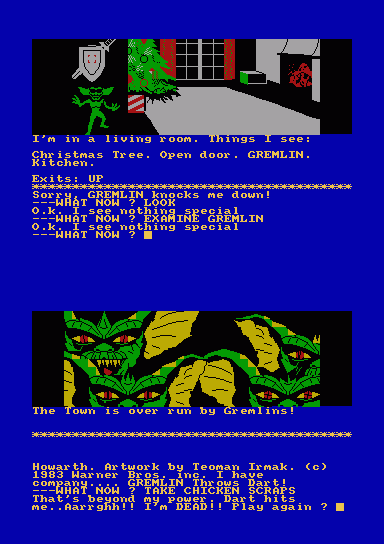 I'm in a living room. Things I see:
Christmas Tree. Open door. GREMLIN.
Kitchen.
Exits: UP
****************************************
Sorry, GREMLIN knocks me down!
---WHAT NOW ? LOOK
O.k. I see nothing special
---WHAT NOW ? EXAMINE GREMLIN
O.k. I see nothing special
---WHAT NOW ?
The Town is over run by Gremlins!
****************************************
Howarth. Artwork by Teoman Irmak. (c)
1983 Warner Bros. inc. I have
company.... GREMLIN Throws Dart!
---WHAT NOW ? TAKE CHICKEN SCRAPS
That's beyond my power. Dart hits
me..Aarrghh!! I'm DEAD!! Play again ?